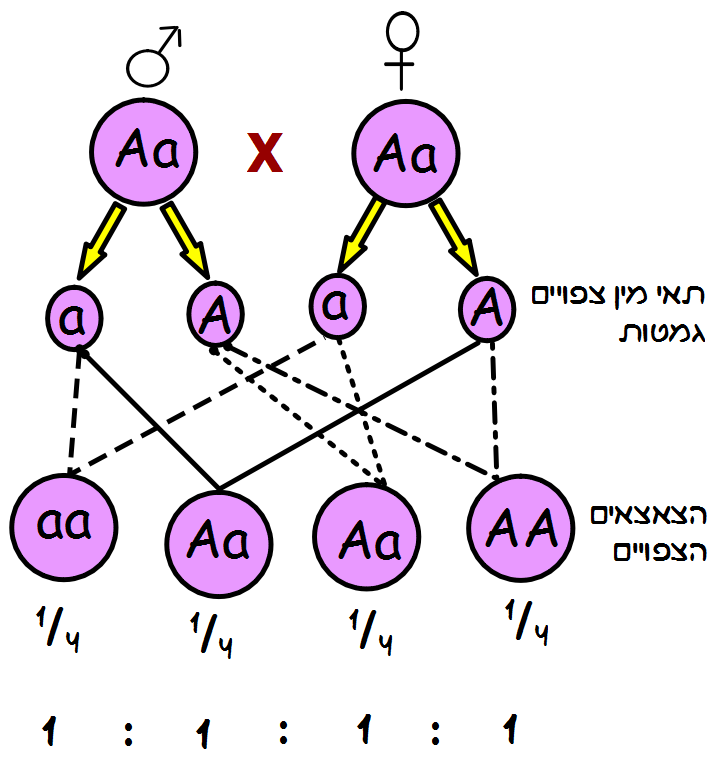 Aa X Aa
a A a A
תאי מין צפויים
גמטות
aa Aa Aa AA
הצאצאים
הצפויים
1/4 1/4 1/4 1/4
1 : 1 : 1 : 1